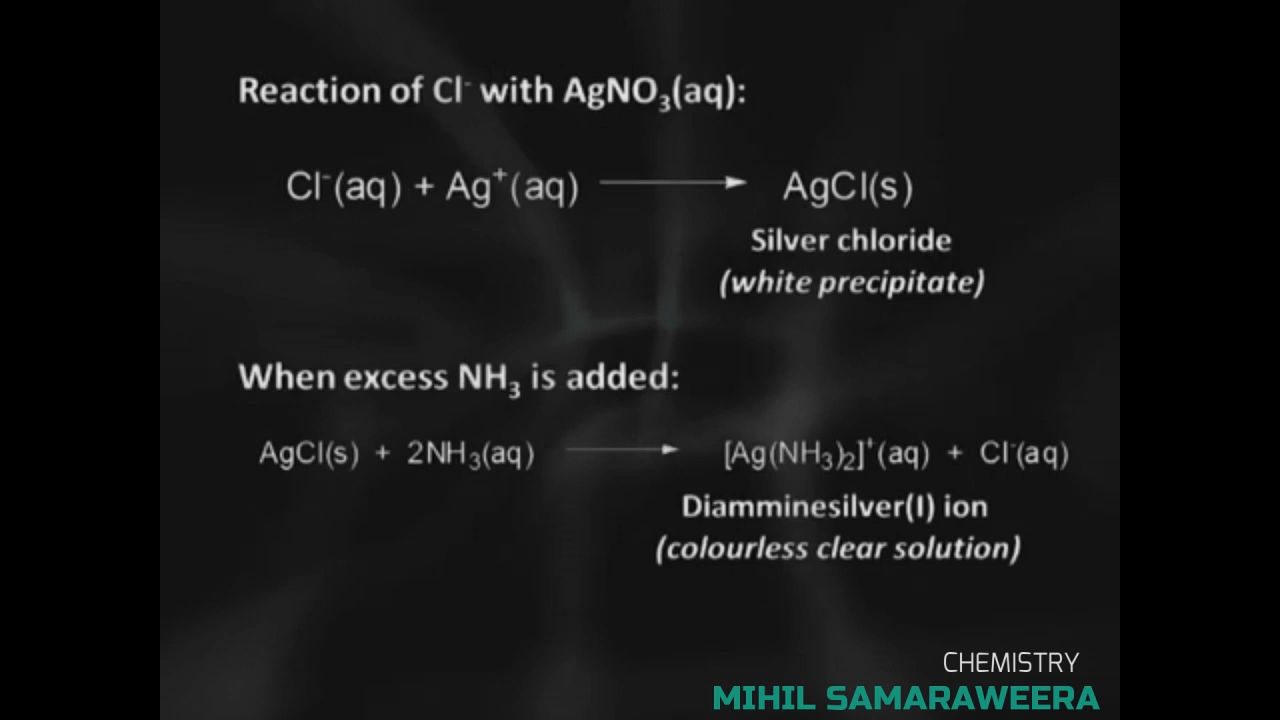 Reaction of Cl⁻ with AgNO₃(aq):
Cl⁻(aq) + Ag⁺(aq) ⟶ AgCl(s)
Silver chloride
(white precipitate)
When excess NH₃ is added:
AgCl(s) + 2NH₃(aq) ⟶ [Ag(NH₃)₂]⁺(aq) + Cl⁻(aq)
Diamminesilver(I) ion
(colourless clear solution)
CHEMISTRY
MIHIL SAMARAWEERA